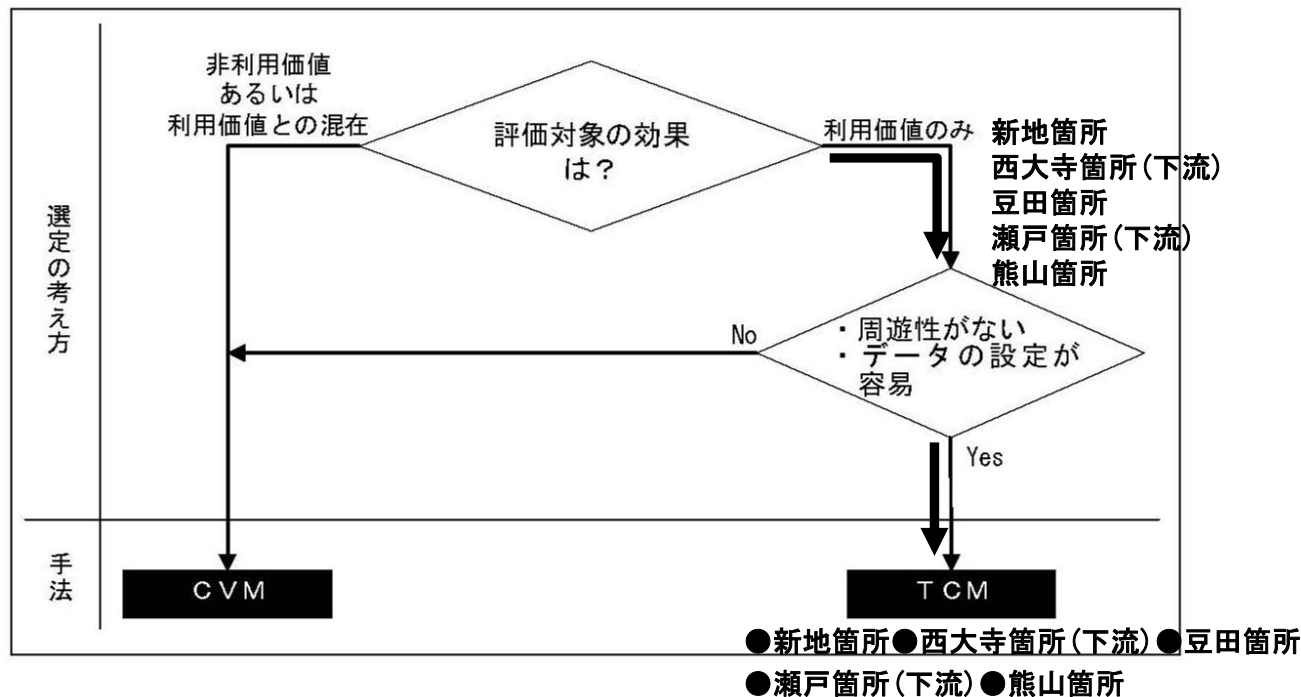 非利用価値
あるいは
利用価値との混在
評価対象の効果
は？
利用価値のみ
新地箇所
西大寺箇所(下流)
豆田箇所
瀬戸箇所(下流)
熊山箇所
選定の考え方
No
・周遊性がない
・データの設定が
容易
Yes
手法
ＣＶＭ
ＴＣＭ
●新地箇所●西大寺箇所(下流)●豆田箇所
●瀬戸箇所(下流)●熊山箇所